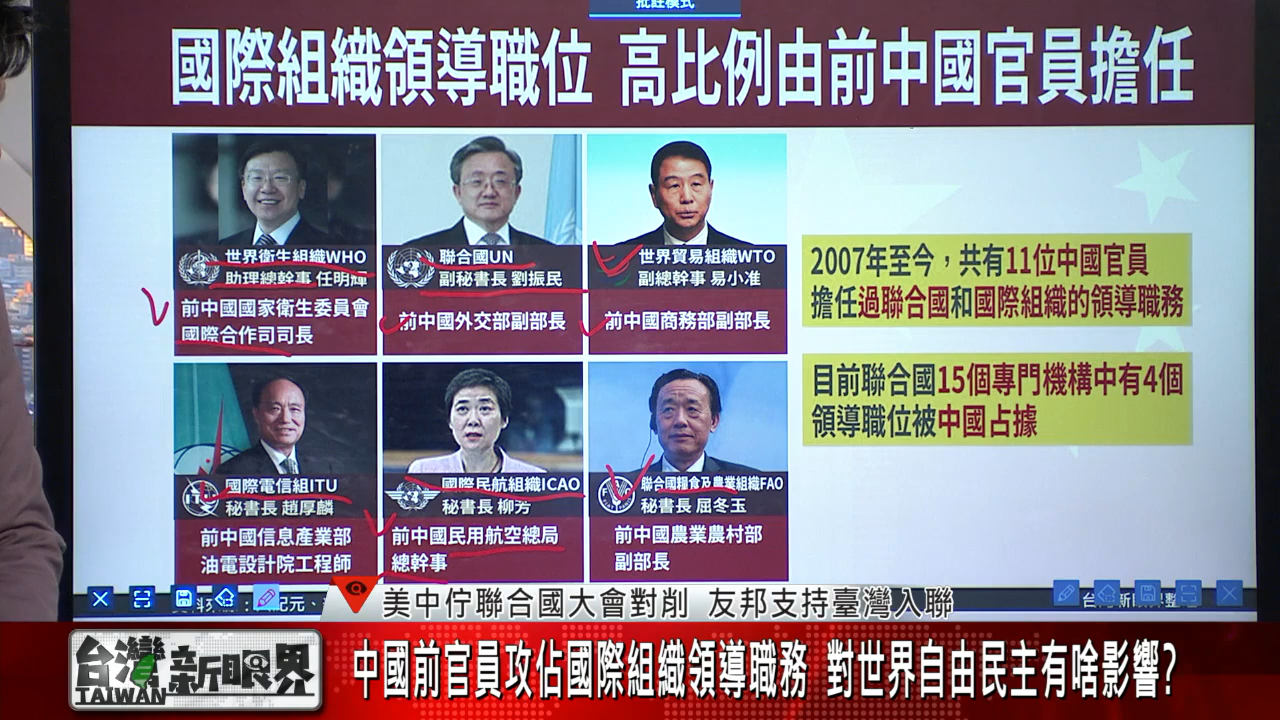 批註模式
國際組織領導職位 高比例由前中國官員擔任
世界衛生組織WHO
助理總幹事 任明輝
前中國國家衛生委員會
國際合作司司長
聯合國UN
副秘書長 劉振民
前中國外交部副部長
世界貿易組織WTO
副總幹事 易小准
前中國商務部副部長
國際電信組ITU
秘書長 趙厚麟
前中國信息產業部
油電設計院工程師
國際民航組織ICAO
秘書長 柳芳
前中國民用航空總局
總幹事
聯合國糧食及農業組織FAO
秘書長 屈冬玉
前中國農業農村部
副部長
2007年至今，共有11位中國官員
擔任過聯合國和國際組織的領導職務
目前聯合國15個專門機構中有4個
領導職位被中國占據
美中佇聯合國大會對削 友邦支持臺灣入聯
台灣新眼界
TAIWAN
中國前官員攻佔國際組織領導職務 對世界自由民主有啥影響?